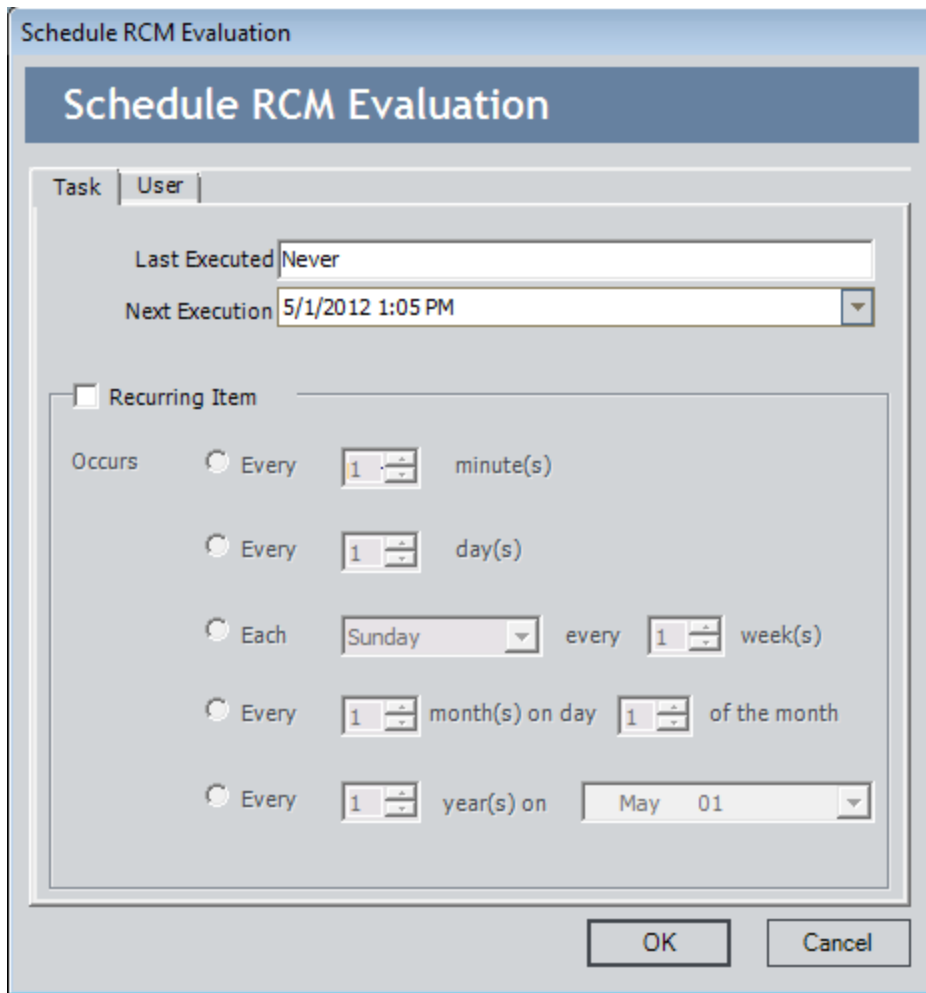 Schedule RCM Evaluation
Schedule RCM Evaluation
Task User
Last Executed Never
Next Execution 5/1/2012 1:05 PM
Recurring Item
Occurs Every 1 minute(s)
Every 1 day(s)
Each Sunday every 1 week(s)
Every 1 month(s) on day 1 of the month
Every 1 year(s) on May 01
OK Cancel